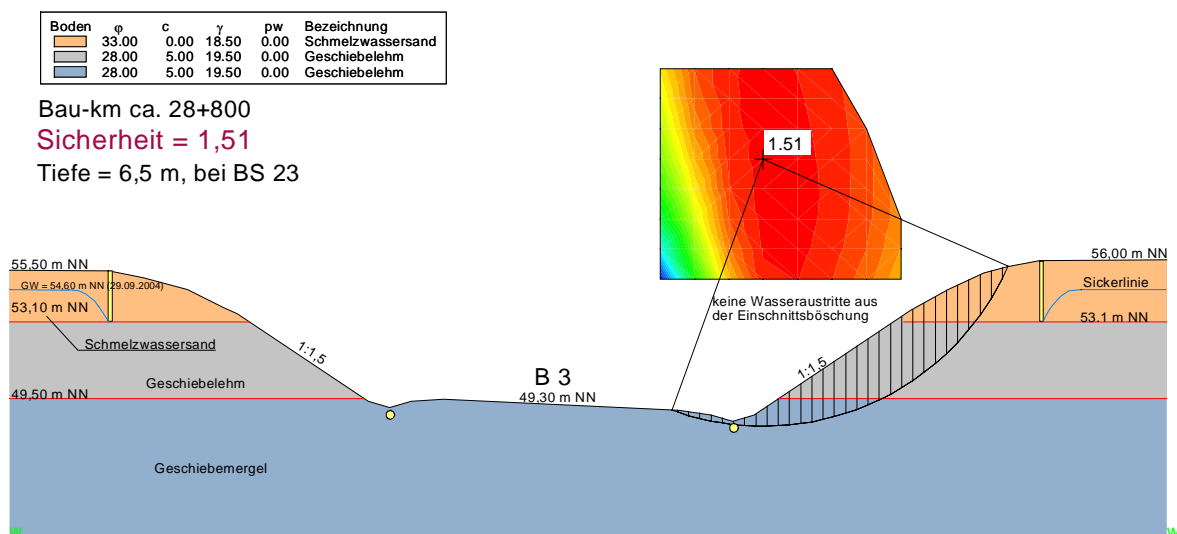 Boden φ c γ pw Bezeichnung
33.00 0.00 18.50 0.00 Schmelzwassersand
28.00 5.00 19.50 0.00 Geschiebelehm
28.00 5.00 19.50 0.00 Geschiebelehm
Bau-km ca. 28+800
Sicherheit = 1,51
Tiefe = 6,5 m, bei BS 23
1.51
55,50 m NN
56,00 m NN
GW = 54,60 m NN (29.09.2004)
Sickerlinie
53,10 m NN
keine Wasseraustritte aus
der Einschnittsböschung
53.1 m NN
Schmelzwassersand
1:1,5
1:1,5
Geschiebelehm
B 3
49,50 m NN
49,30 m NN
Geschiebemergel
W
W